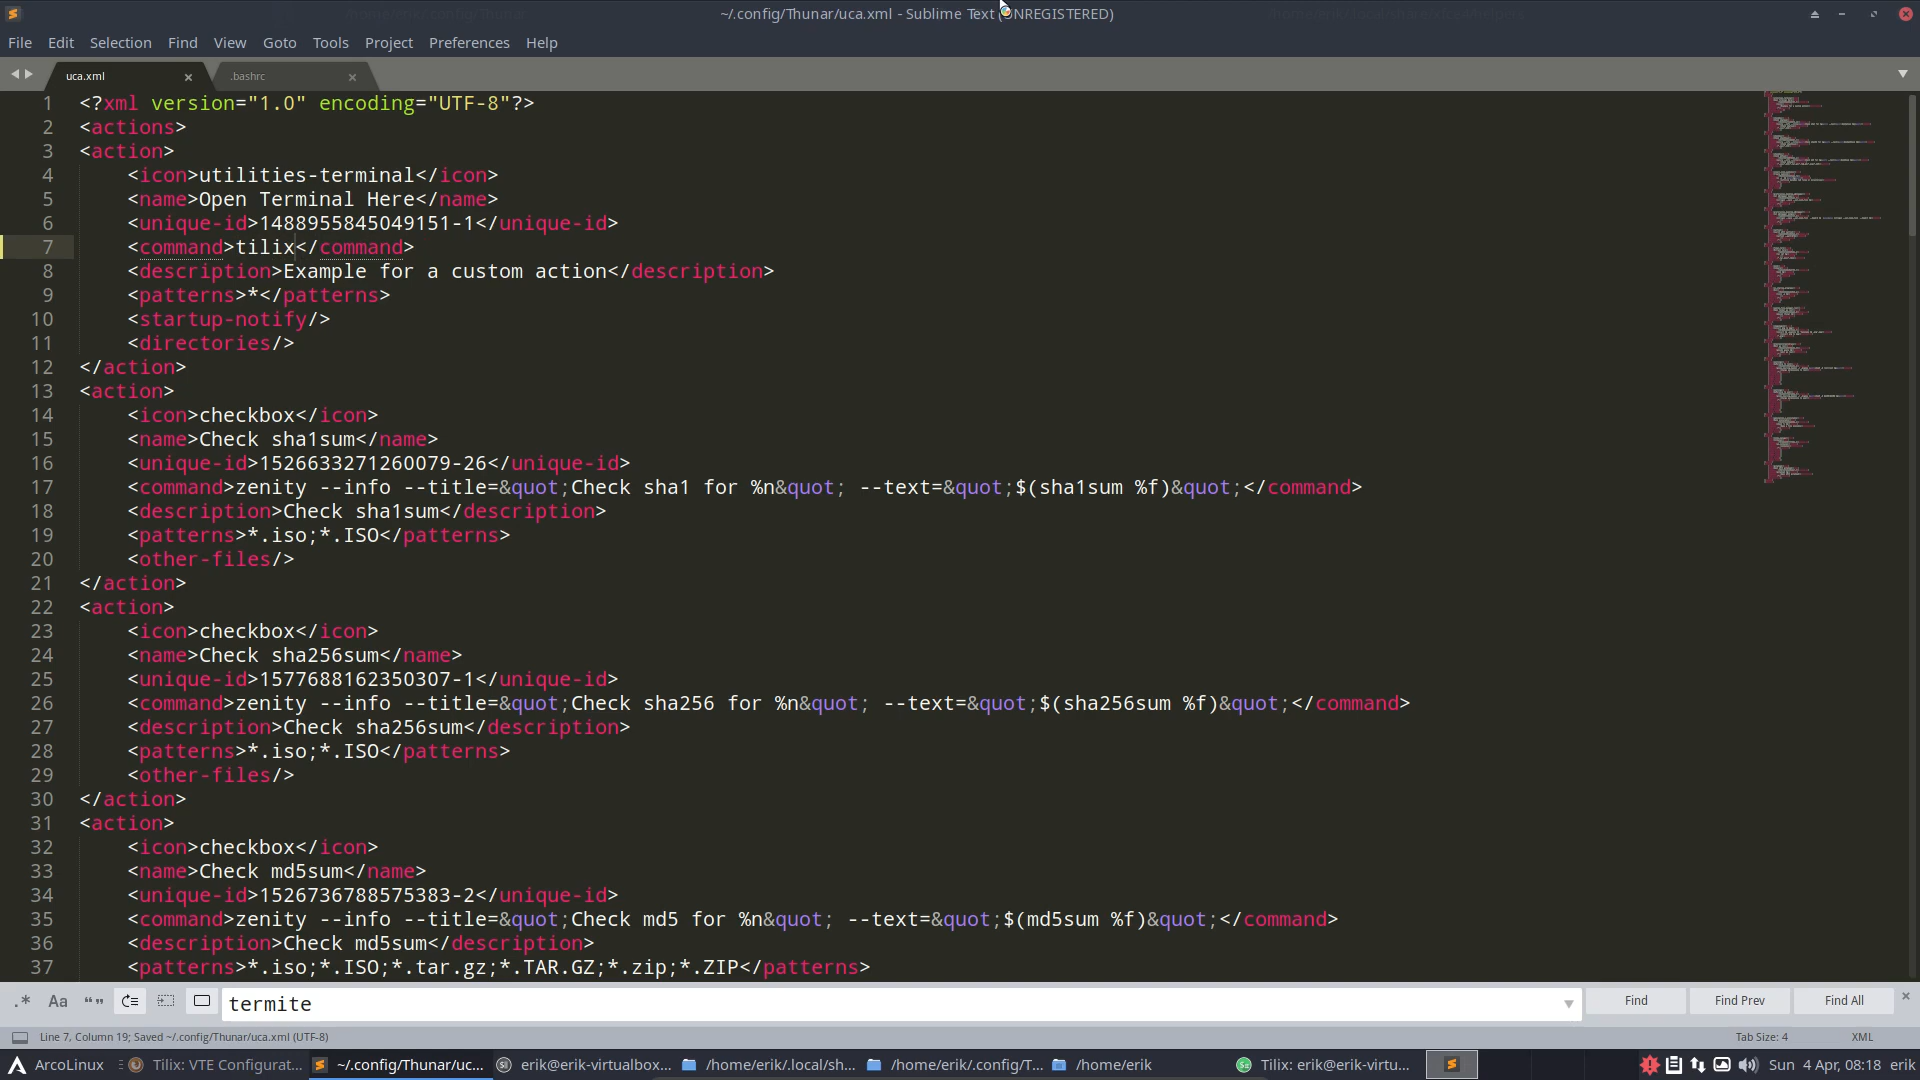 ~/.config/Thunar/uca.xml - Sublime Text (UNREGISTERED)
File Edit Selection Find View Goto Tools Project Preferences Help
uca.xml × .bashrc ×
1 <?xml version="1.0" encoding="UTF-8"?>
2 <actions>
3 <action>
4 <icon>utilities-terminal</icon>
5 <name>Open Terminal Here</name>
6 <unique-id>1488955845049151-1</unique-id>
7 <command>tilix</command>
8 <description>Example for a custom action</description>
9 <patterns>*</patterns>
10 <startup-notify/>
11 <directories/>
12 </action>
13 <action>
14 <icon>checkbox</icon>
15 <name>Check sha1sum</name>
16 <unique-id>1526633271260079-26</unique-id>
17 <command>zenity --info --title=&quot;Check sha1 for %n&quot; --text=&quot;$(sha1sum %f)&quot;</command>
18 <description>Check sha1sum</description>
19 <patterns>*.iso;*.ISO</patterns>
20 <other-files/>
21 </action>
22 <action>
23 <icon>checkbox</icon>
24 <name>Check sha256sum</name>
25 <unique-id>1577688162350307-1</unique-id>
26 <command>zenity --info --title=&quot;Check sha256 for %n&quot; --text=&quot;$(sha256sum %f)&quot;</command>
27 <description>Check sha256sum</description>
28 <patterns>*.iso;*.ISO</patterns>
29 <other-files/>
30 </action>
31 <action>
32 <icon>checkbox</icon>
33 <name>Check md5sum</name>
34 <unique-id>1526736788575383-2</unique-id>
35 <command>zenity --info --title=&quot;Check md5 for %n&quot; --text=&quot;$(md5sum %f)&quot;</command>
36 <description>Check md5sum</description>
37 <patterns>*.iso;*.ISO;*.tar.gz;*.TAR.GZ;*.zip;*.ZIP</patterns>
.* Aa “” termite Find Find Prev Find All ×
Line 7, Column 19; Saved ~/.config/Thunar/uca.xml (UTF-8) Tab Size: 4 XML
ArcoLinux Tilix: VTE Configurat... ~/.config/Thunar/uc... erik@erik-virtualbox... /home/erik/.local/sh... /home/erik/.config/T... /home/erik Tilix: erik@erik-virtu... Sun 4 Apr, 08:18 erik